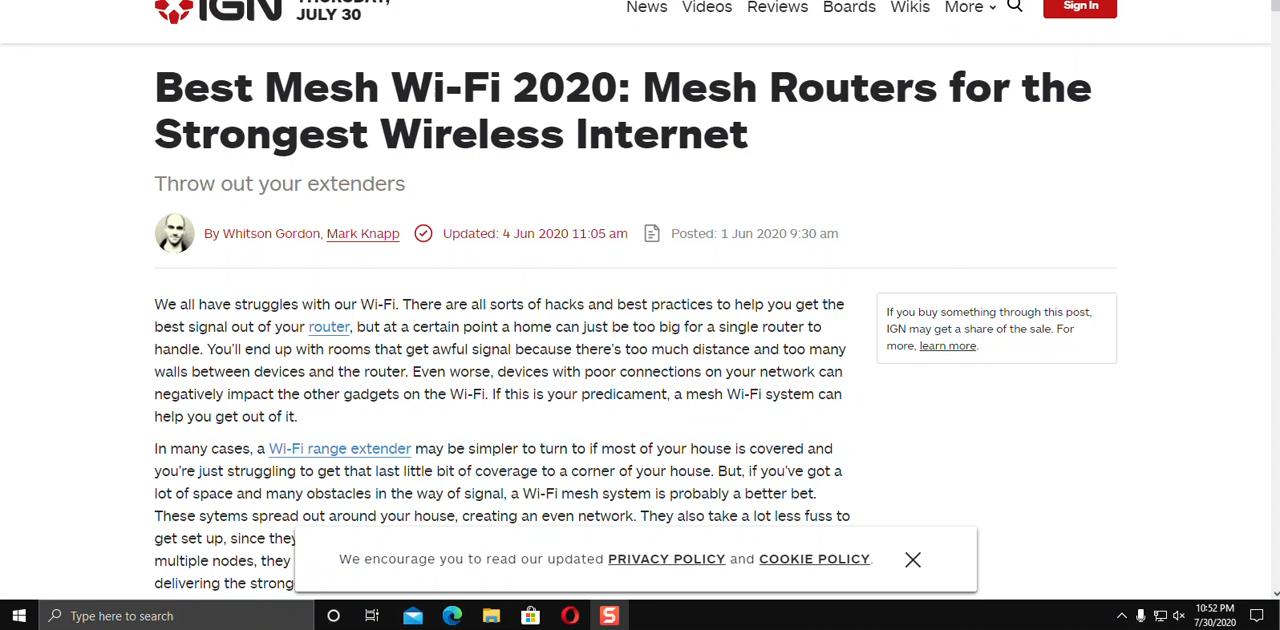 IGN
THURSDAY,
JULY 30
News Videos Reviews Boards Wikis More
Sign In
Best Mesh Wi-Fi 2020: Mesh Routers for the
Strongest Wireless Internet
Throw out your extenders
By Whitson Gordon, Mark Knapp Updated: 4 Jun 2020 11:05 am Posted: 1 Jun 2020 9:30 am
We all have struggles with our Wi-Fi. There are all sorts of hacks and best practices to help you get the
best signal out of your router, but at a certain point a home can just be too big for a single router to
handle. You'll end up with rooms that get awful signal because there's too much distance and too many
walls between devices and the router. Even worse, devices with poor connections on your network can
negatively impact the other gadgets on the Wi-Fi. If this is your predicament, a mesh Wi-Fi system can
help you get out of it.
In many cases, a Wi-Fi range extender may be simpler to turn to if most of your house is covered and
you're just struggling to get that last little bit of coverage to a corner of your house. But, if you've got a
lot of space and many obstacles in the way of signal, a Wi-Fi mesh system is probably a better bet.
These sytems spread out around your house, creating an even network. They also take a lot less fuss to
get set up, since they
multiple nodes, they
delivering the strong
If you buy something through this post,
IGN may get a share of the sale. For
more, learn more.
We encourage you to read our updated PRIVACY POLICY and COOKIE POLICY.
Type here to search
10:52 PM
7/30/2020